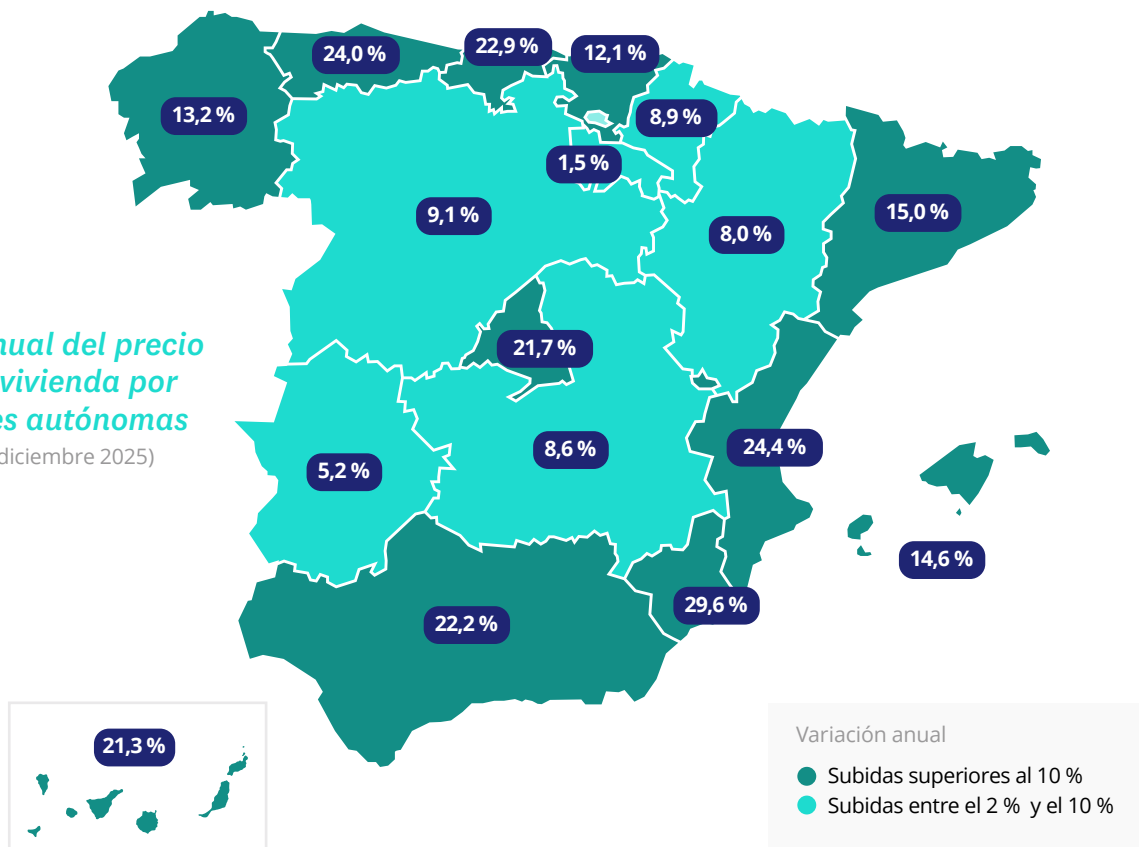 24,0 %
22,9 %
12,1 %
13,2 %
8,9 %
1,5 %
9,1 %
15,0 %
8,0 %
nual del precio
vivienda por
es autónomas
diciembre 2025)
21,7 %
24,4 %
8,6 %
5,2 %
14,6 %
29,6 %
22,2 %
21,3 %
Variación anual
Subidas superiores al 10 %
Subidas entre el 2 % y el 10 %